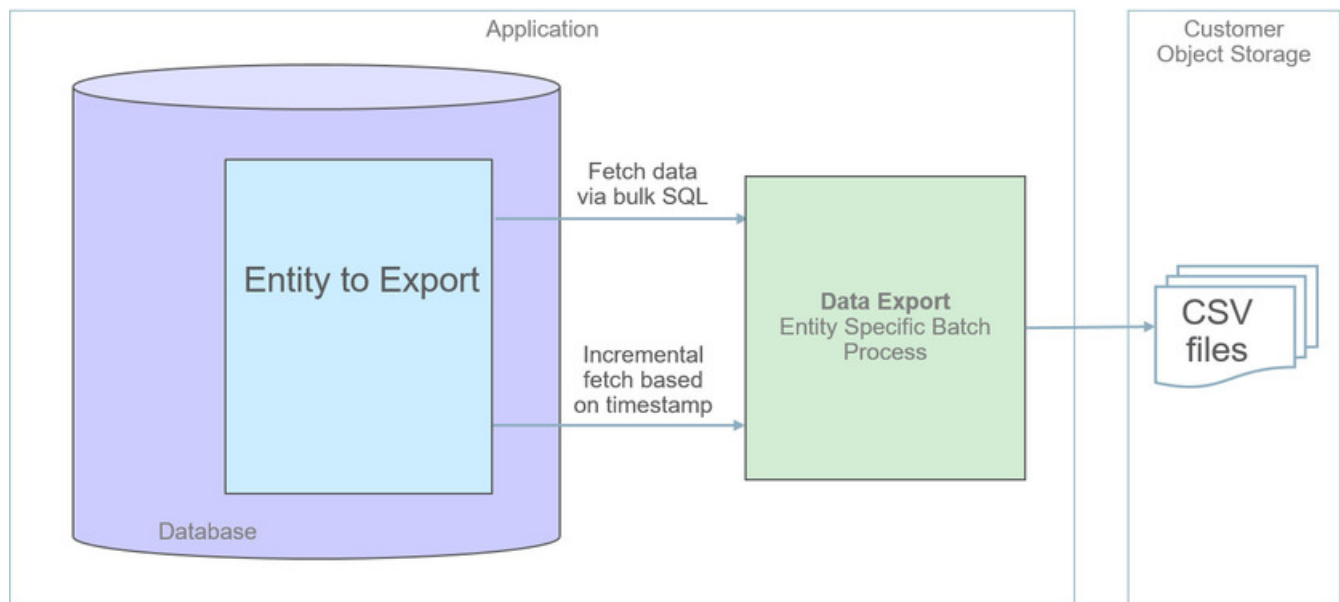 Application
Customer
Object Storage
Fetch data
via bulk SQL
Entity to Export
Data Export
Entity Specific Batch
Process
CSV
files
Incremental
fetch based
on timestamp
Database